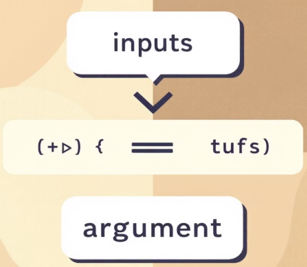 inputs
(+▷) { == tufs)
argument